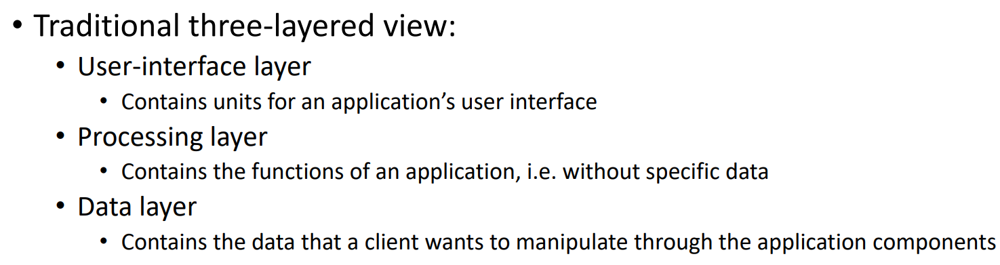 • Traditional three-layered view:
• User-interface layer
• Contains units for an application’s user interface
• Processing layer
• Contains the functions of an application, i.e. without specific data
• Data layer
• Contains the data that a client wants to manipulate through the application components